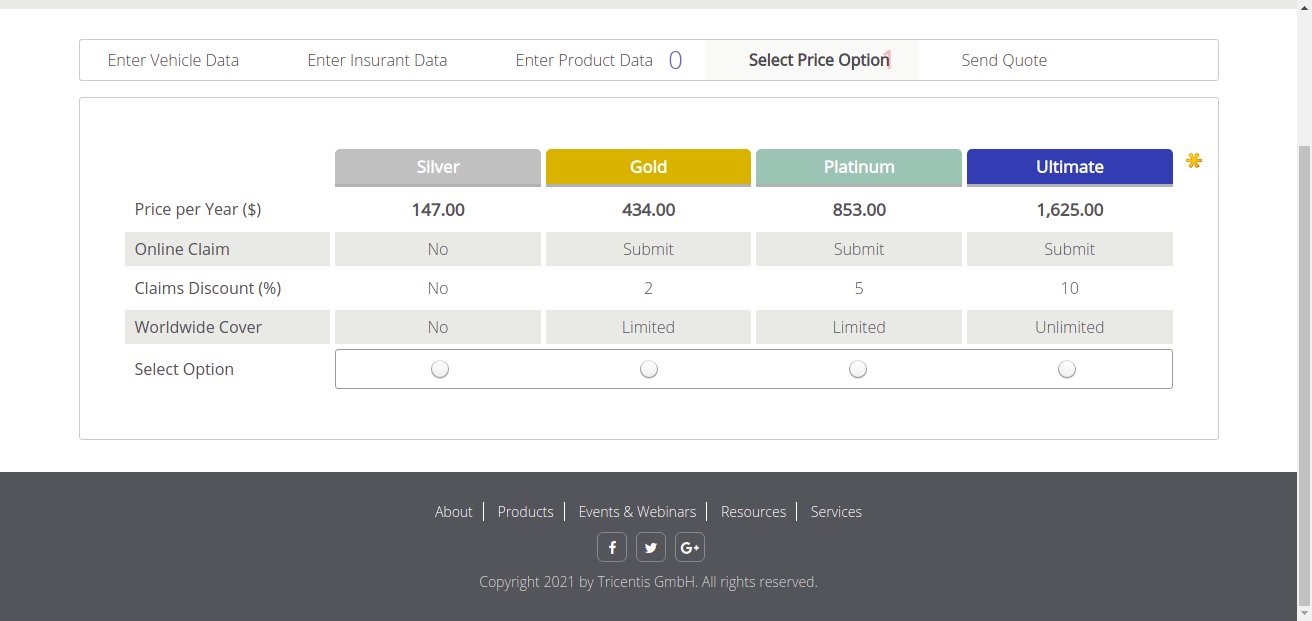 Enter Vehicle Data Enter Insurant Data Enter Product Data 0 Select Price Option 1 Send Quote
Silver Gold Platinum Ultimate *
Price per Year ($) 147.00 434.00 853.00 1,625.00
Online Claim No Submit Submit Submit
Claims Discount (%) No 2 5 10
Worldwide Cover No Limited Limited Unlimited
Select Option
About Products Events & Webinars Resources Services
f G+
Copyright 2021 by Tricentis GmbH. All rights reserved.